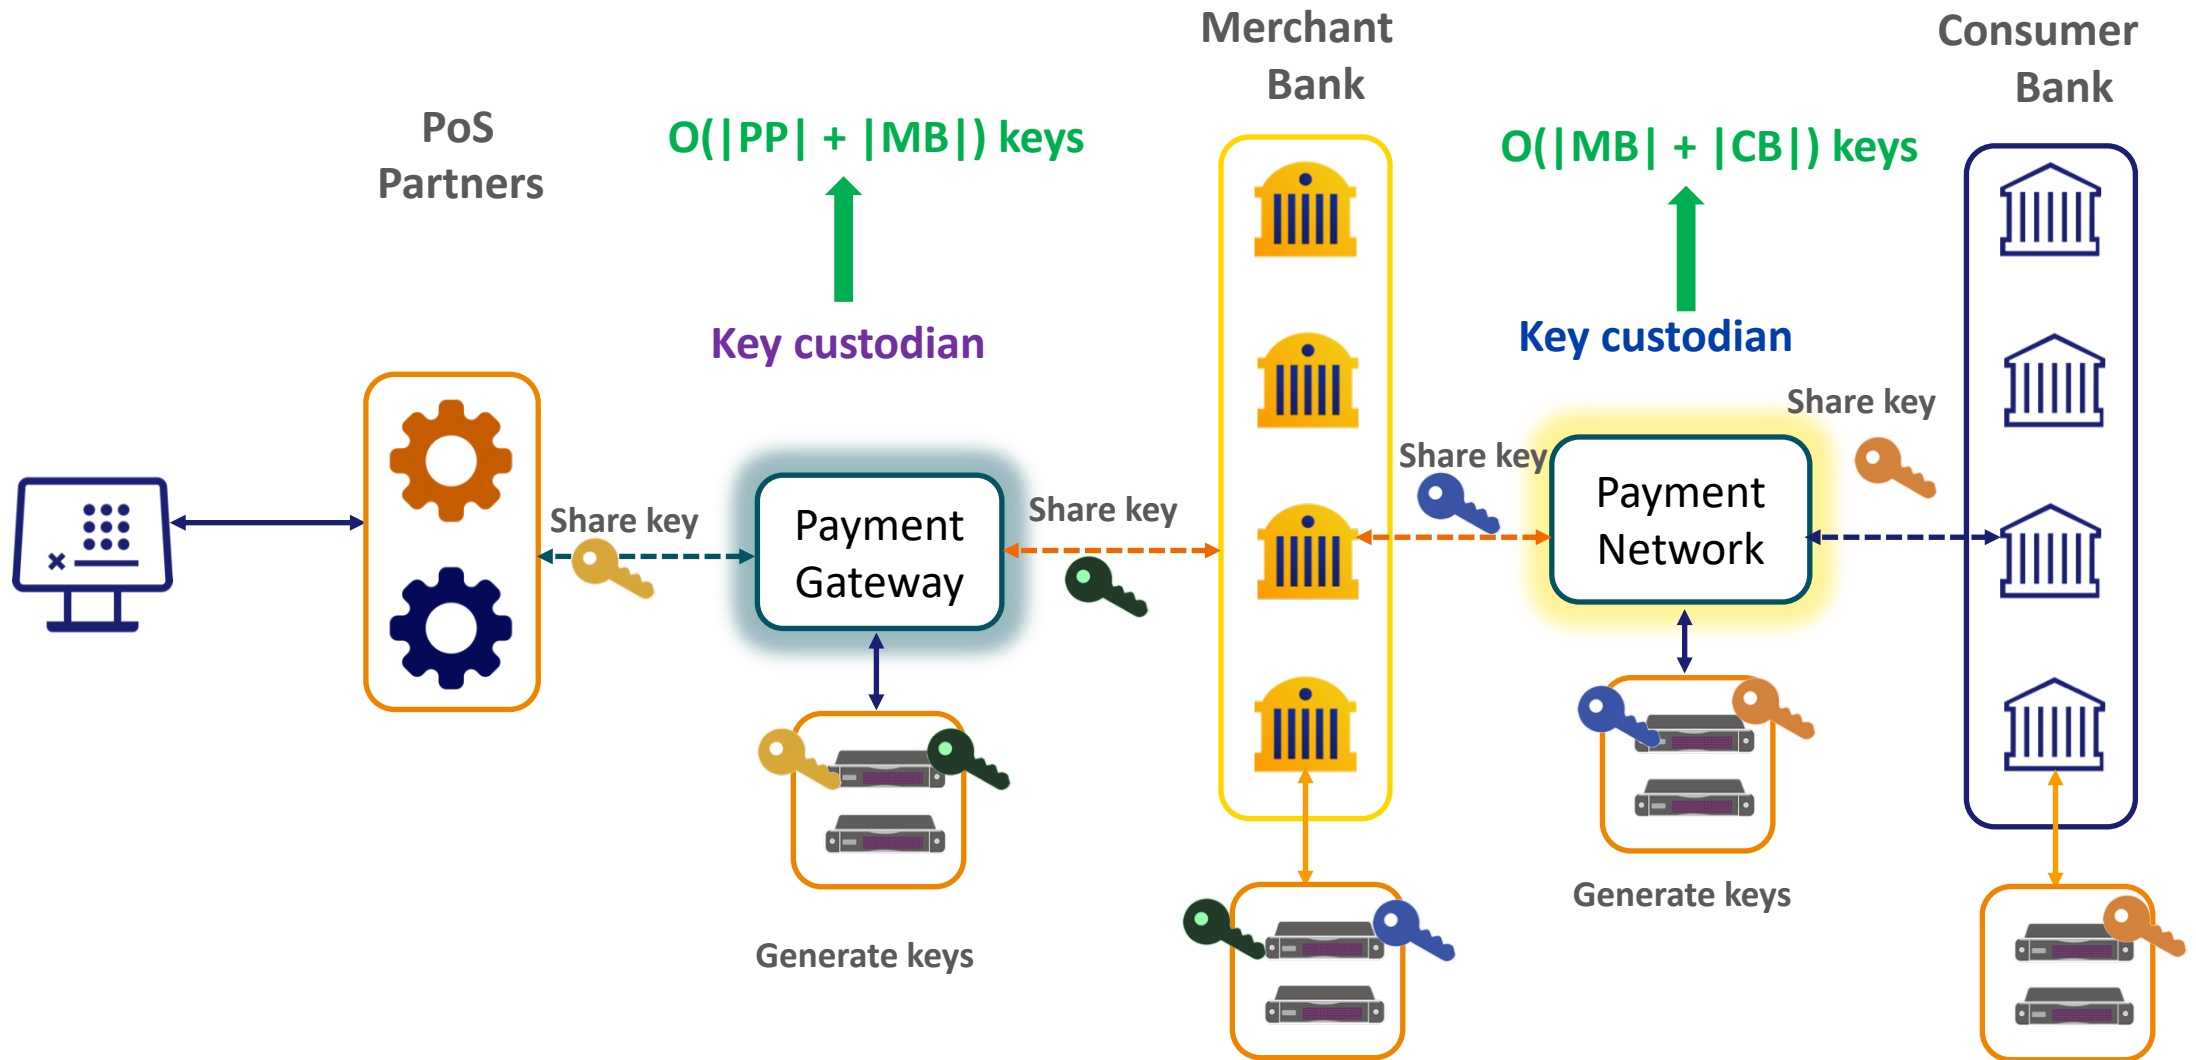 Merchant
Bank
Consumer
Bank
PoS
Partners
O(|PP| + |MB|) keys
O(|MB| + |CB|) keys
Key custodian
Key custodian
Share key
Share key
Share key
Share key
Payment
Gateway
Payment
Network
Generate keys
Generate keys